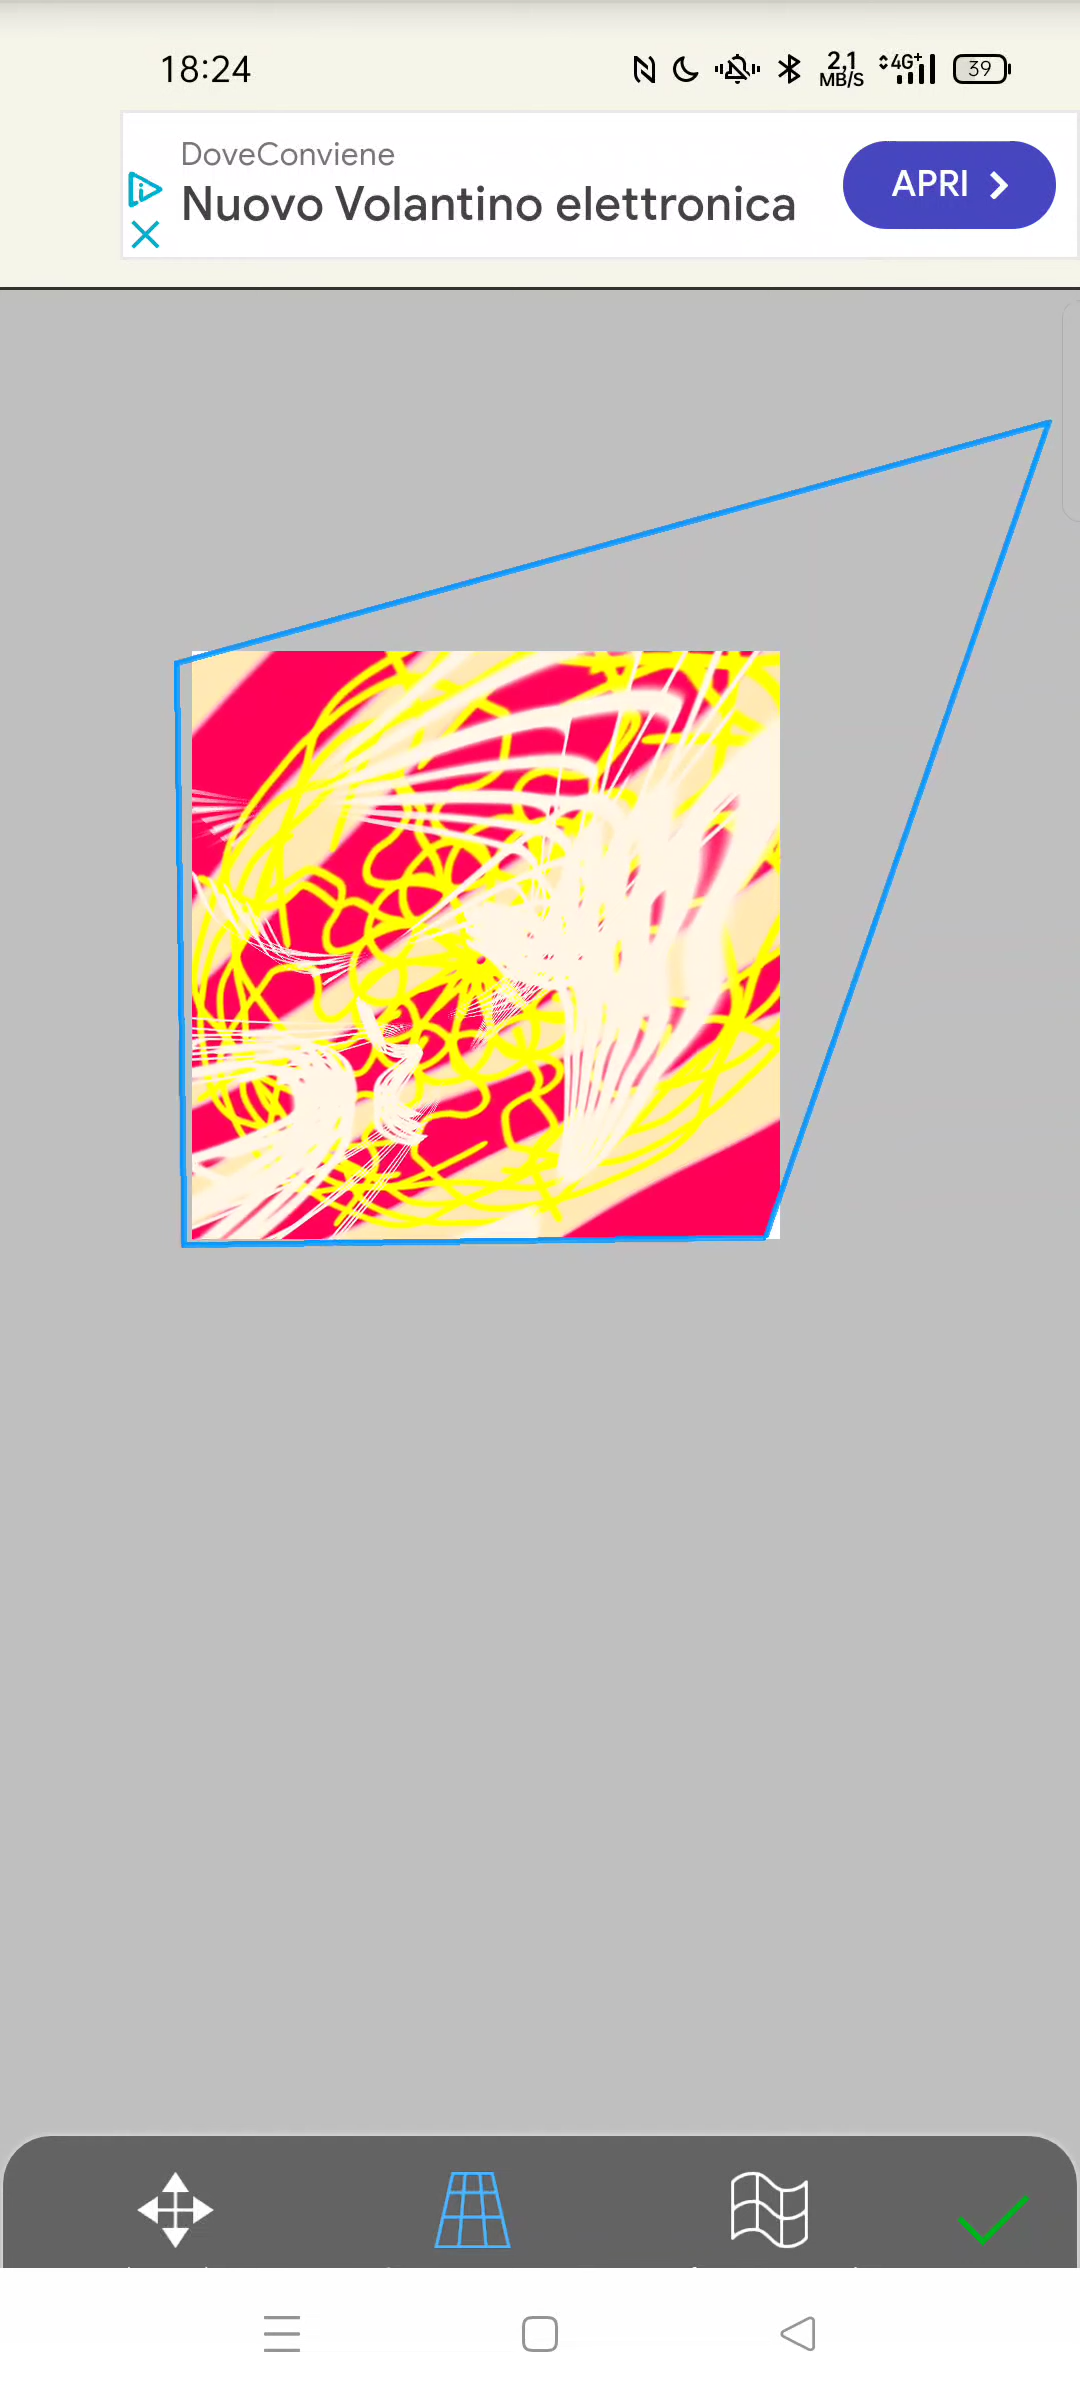 18:24
2,1
MB/S
4G+
39
DoveConviene
Nuovo Volantino elettronica
APRI